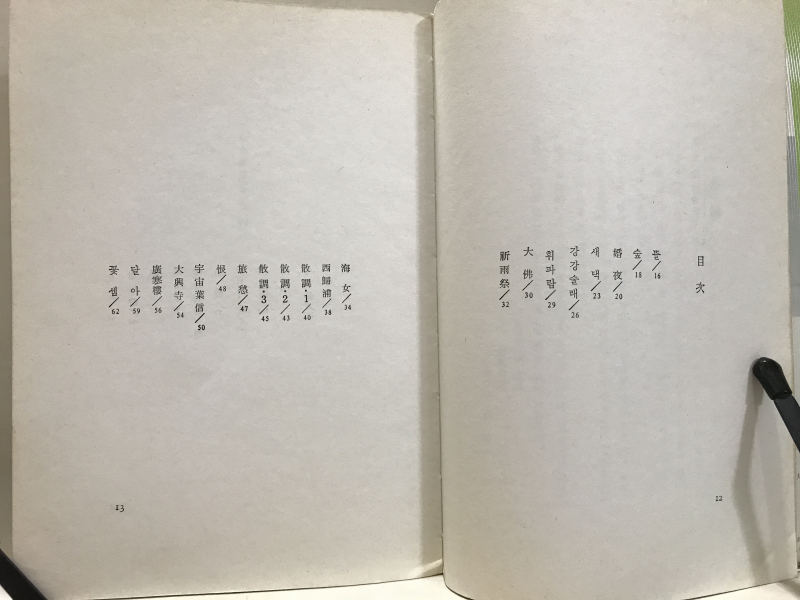 目次
풀/16
숲/18
婚夜/20
새댁/23
강강술래/26
휘파람/29
大佛/30
祈雨祭/32
12
海女/34
西歸浦/38
散調·1/40
散調·2/43
散調·3/45
旅愁/47
恨/48
宇宙葉信/50
大興寺/54
廣寒樓/56
달아/59
꽃셈/62
13